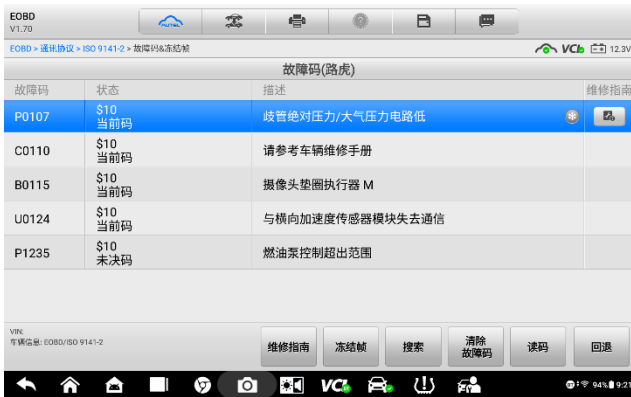 EOBD
V1.70
AUTEL
EOBD > 通讯协议 > ISO 9141-2 > 故障码&冻结帧
VCI 12.3V
故障码(路虎)
故障码 状态 描述 维修指南
P0107 $10 当前码 歧管绝对压力/大气压力电路低
C0110 $10 当前码 请参考车辆维修手册
B0115 $10 当前码 摄像头垫圈执行器 M
U0124 $10 当前码 与横向加速度传感器模块失去通信
P1235 $10 未决码 燃油泵控制超出范围
VIN:
车辆信息: EOBD/ISO 9141-2
维修指南 冻结帧 搜索 清除故障码 读码 回退
VCI 94% 9:21